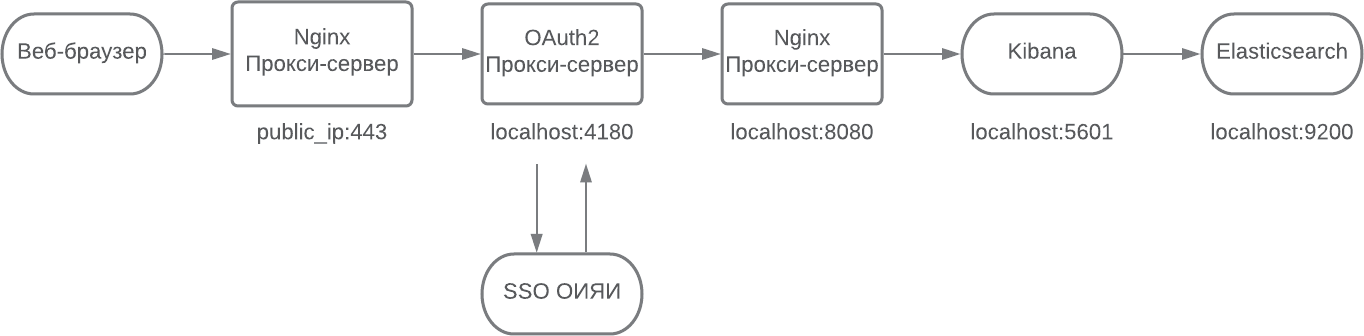 Веб-браузер
Nginx
Прокси-сервер
OAuth2
Прокси-сервер
Nginx
Прокси-сервер
Kibana
Elasticsearch
public_ip:443
localhost:4180
localhost:8080
localhost:5601
localhost:9200
SSO ОИЯИ